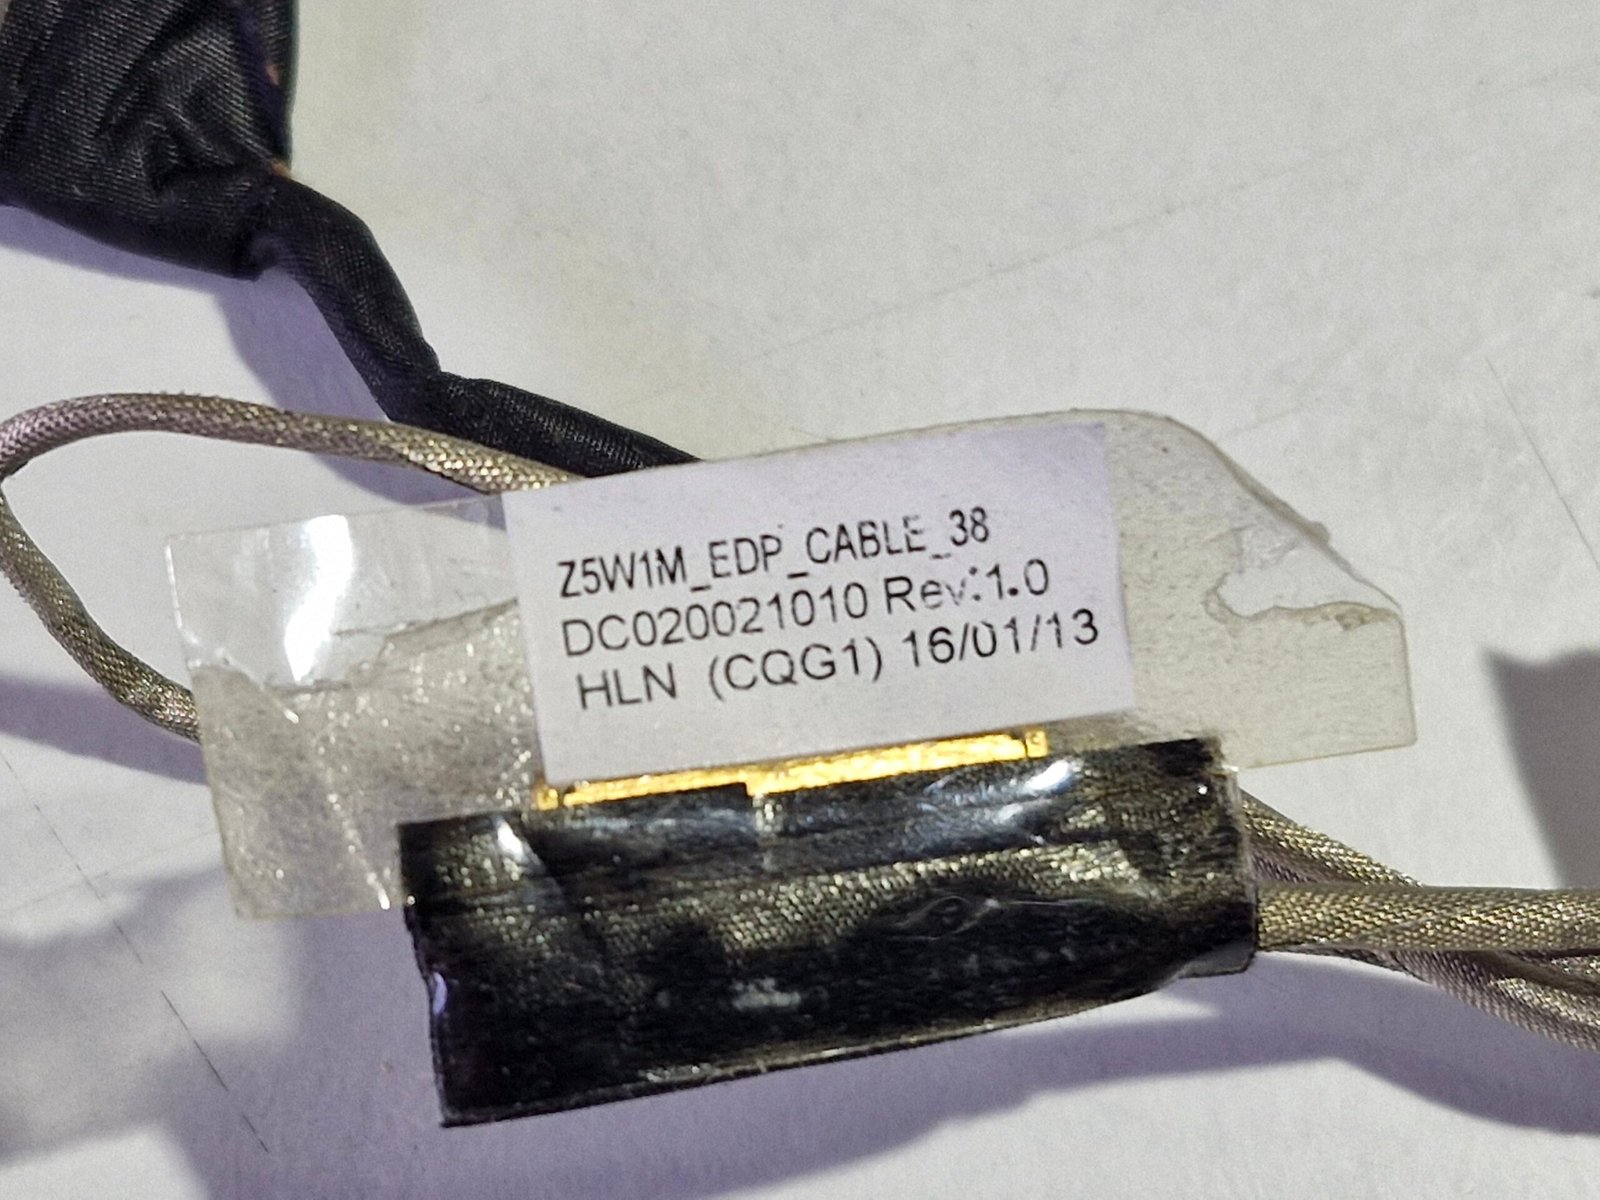 Z5W1M_EDP_CABLE_38
DC020021010 Rev:1.0
HLN (CQG1) 16/01/13